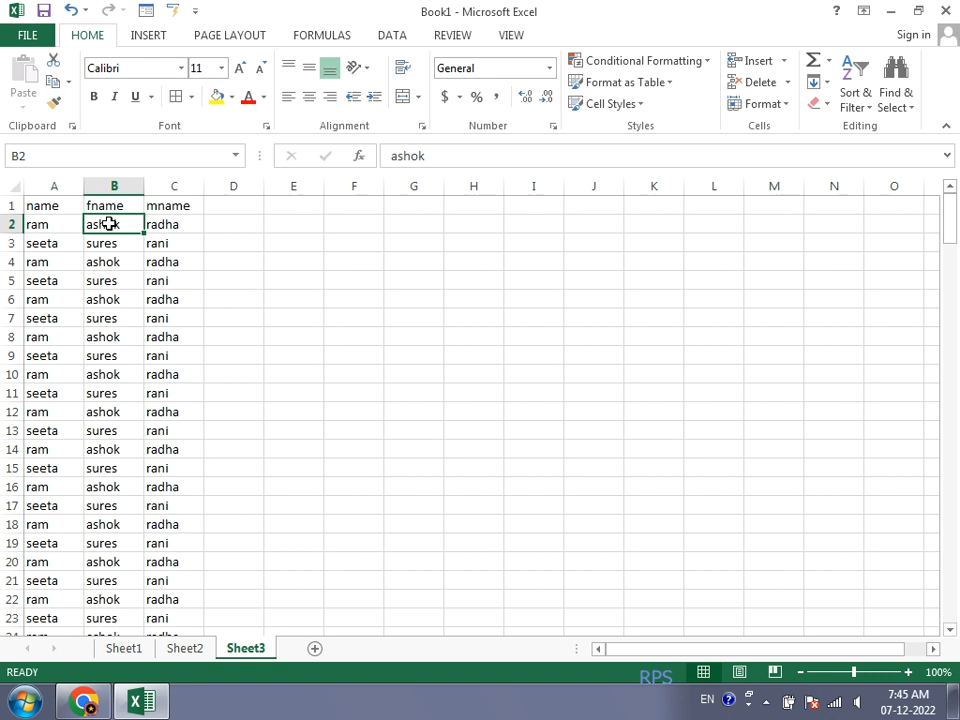 Book1 - Microsoft Excel
FILE HOME INSERT PAGE LAYOUT FORMULAS DATA REVIEW VIEW Sign in
Paste
Calibri 11
B I U
General
$ % ,
Conditional Formatting
Format as Table
Cell Styles
Insert
Delete
Format
Sort & Filter
Find & Select
Clipboard Font Alignment Number Styles Cells Editing
B2 fx ashok
A B C D E F G H I J K L M N O
1 name fname mname
2 ram ashok radha
3 seeta sures rani
4 ram ashok radha
5 seeta sures rani
6 ram ashok radha
7 seeta sures rani
8 ram ashok radha
9 seeta sures rani
10 ram ashok radha
11 seeta sures rani
12 ram ashok radha
13 seeta sures rani
14 ram ashok radha
15 seeta sures rani
16 ram ashok radha
17 seeta sures rani
18 ram ashok radha
19 seeta sures rani
20 ram ashok radha
21 seeta sures rani
22 ram ashok radha
23 seeta sures rani
Sheet1 Sheet2 Sheet3
READY 100%
RPS
EN 7:45 AM
07-12-2022